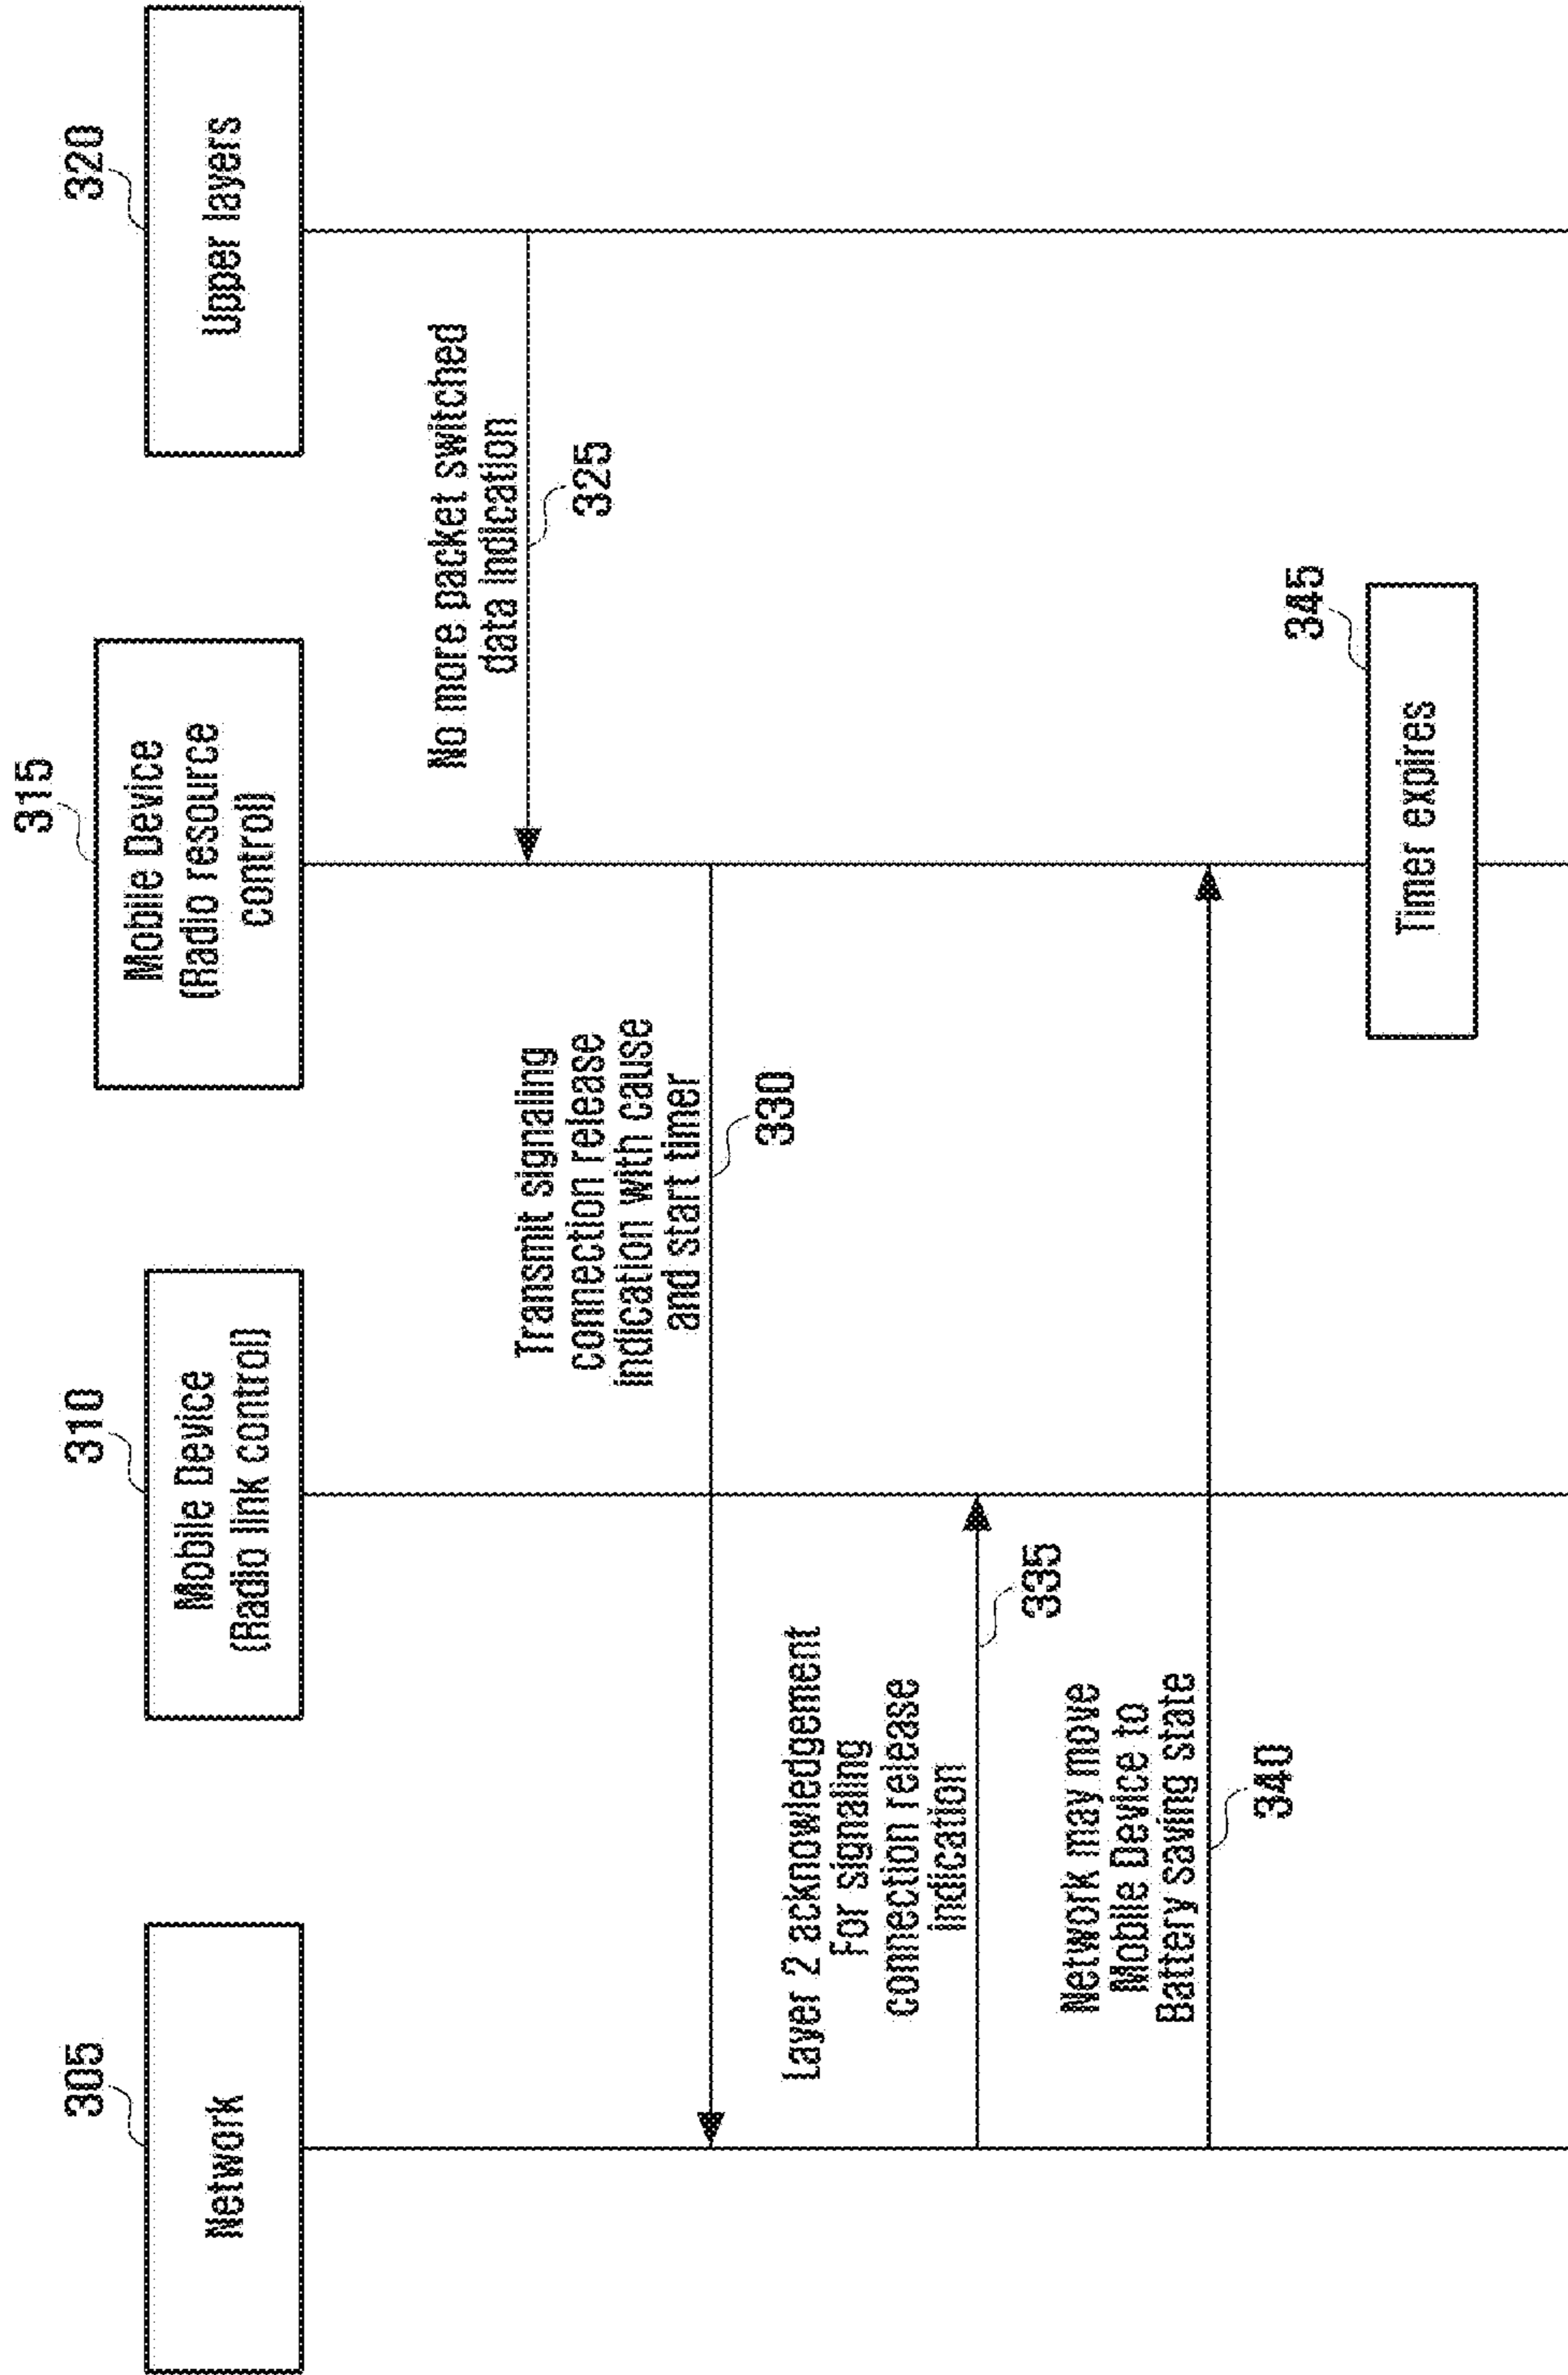 305
Network
310
Mobile Device
(Radio link control)
315
Mobile Device
(Radio resource
control)
320
Upper layers
No more packet switched
data indication
325
Transmit signaling
connection release
indication with cause
and start timer
330
Layer 2 acknowledgement
For signaling
connection release
indication
335
Network may move
Mobile Device to
Battery saving state
340
345
Timer expires